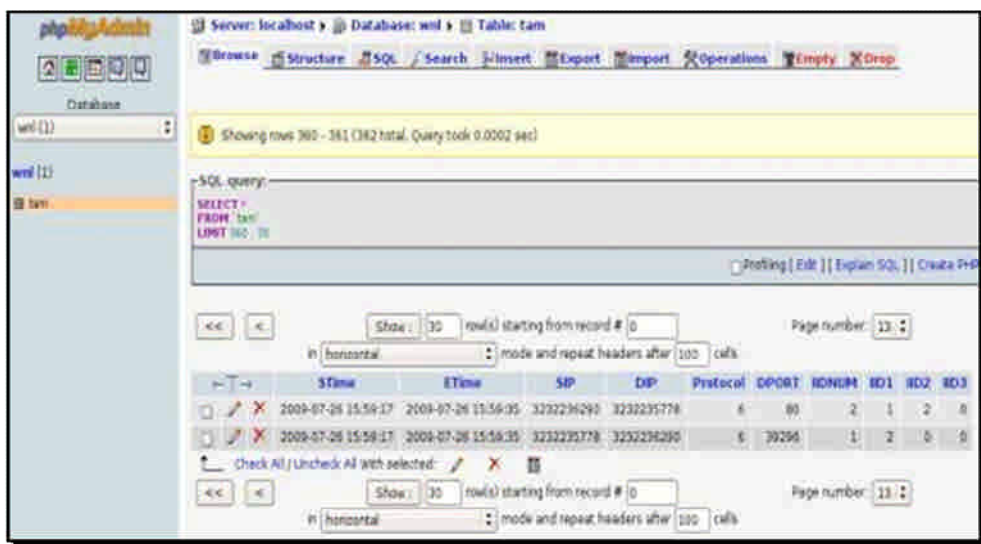 phpMyAdmin
Server: localhost ▸ Database: wnl ▸ Table: tam
Browse Structure SQL Search Insert Export Import Operations Empty Drop
Database
wnl (1)
wnl (1)
tam
Showing rows 360 - 361 (362 total, Query took 0.0002 sec)
SQL query:
SELECT *
FROM `tam`
LIMIT 360 , 30
Profiling [ Edit ] [ Explain SQL ] [ Create PHP
<< < Show : 30 row(s) starting from record # 0 Page number: 13
in horizontal mode and repeat headers after 100 cells
←T→ STime ETime SIP DIP Protocol DPORT IIDNUM IID1 IID2 IID3
2009-07-26 15:59:17 2009-07-26 15:59:35 3232235778 6 80 2 1 2 0
2009-07-26 15:59:17 2009-07-26 15:59:35 3232235778 6 39296 1 2 0 0
Check All / Uncheck All With selected:
<< < Show : 30 row(s) starting from record # 0 Page number: 13
in horizontal mode and repeat headers after 100 cells